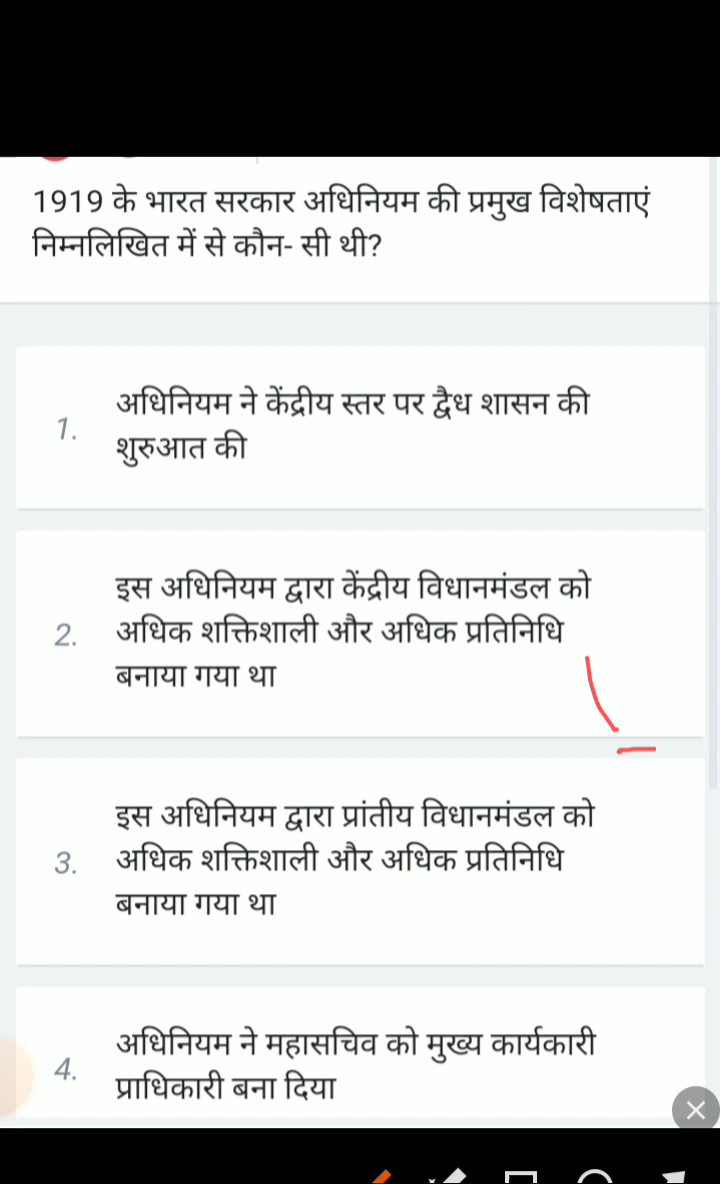 1919 के भारत सरकार अधिनियम की प्रमुख विशेषताएं
निम्नलिखित में से कौन- सी थी?
1. अधिनियम ने केंद्रीय स्तर पर द्वैध शासन की
शुरुआत की
2. इस अधिनियम द्वारा केंद्रीय विधानमंडल को
अधिक शक्तिशाली और अधिक प्रतिनिधि
बनाया गया था
3. इस अधिनियम द्वारा प्रांतीय विधानमंडल को
अधिक शक्तिशाली और अधिक प्रतिनिधि
बनाया गया था
4. अधिनियम ने महासचिव को मुख्य कार्यकारी
प्राधिकारी बना दिया